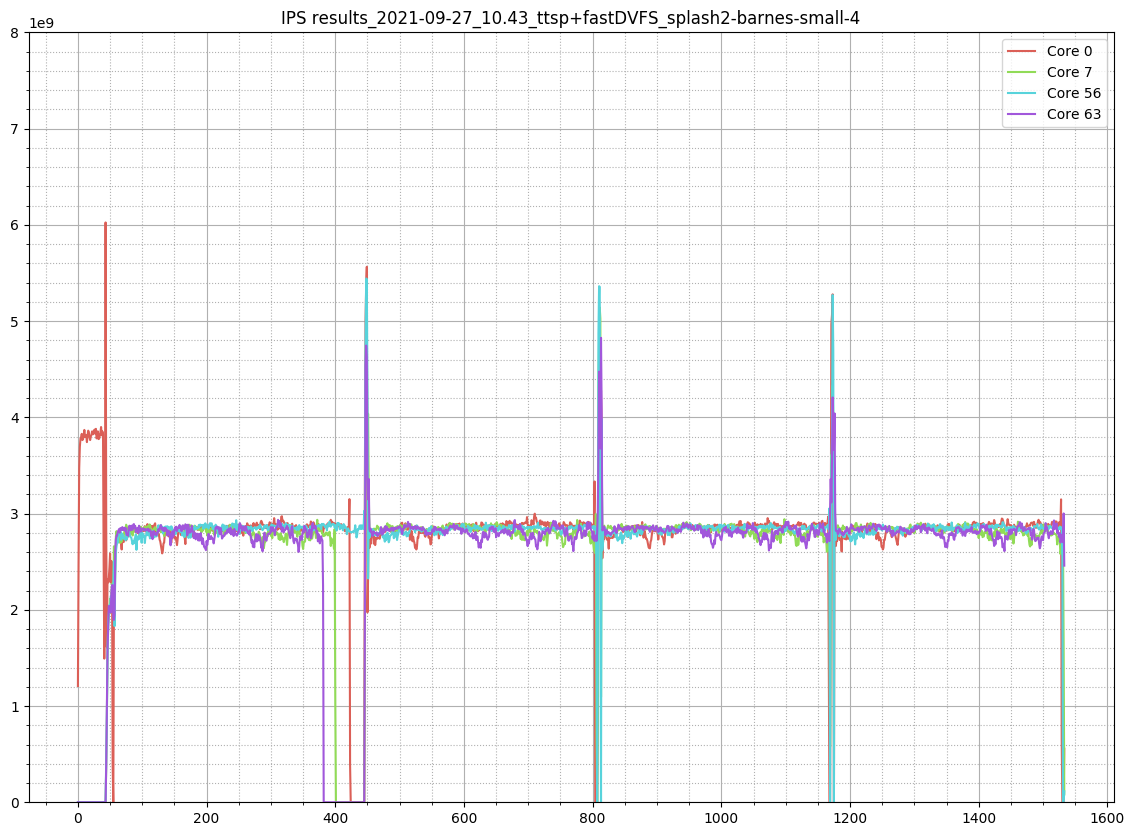 IPS results_2021-09-27_10.43_ttsp+fastDVFS_splash2-barnes-small-4
1e9
8
7
6
5
4
3
2
1
0
Core 0
Core 7
Core 56
Core 63
0 200 400 600 800 1000 1200 1400 1600